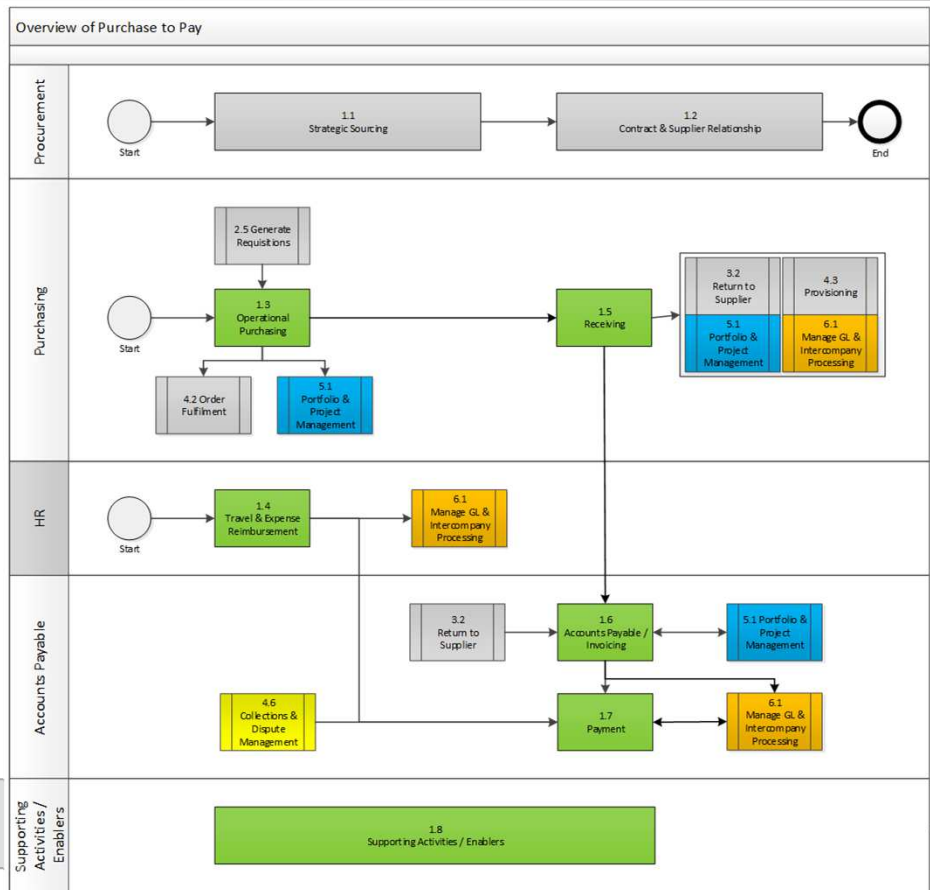 Overview of Purchase to Pay
Procurement
Start
1.1
Strategic Sourcing
1.2
Contract & Supplier Relationship
End
Purchasing
2.5 Generate
Requisitions
Start
1.3
Operational
Purchasing
4.2 Order
Fulfilment
5.1
Portfolio &
Project
Management
1.5
Receiving
3.2
Return to
Supplier
4.3
Provisioning
5.1
Portfolio &
Project
Management
6.1
Manage GL &
Intercompany
Processing
HR
Start
1.4
Travel & Expense
Reimbursement
6.1
Manage GL &
Intercompany
Processing
Accounts Payable
3.2
Return to
Supplier
1.6
Accounts Payable /
Invoicing
5.1 Portfolio &
Project
Management
4.6
Collections &
Dispute
Management
1.7
Payment
6.1
Manage GL &
Intercompany
Processing
Supporting
Activities /
Enablers
1.8
Supporting Activities / Enablers